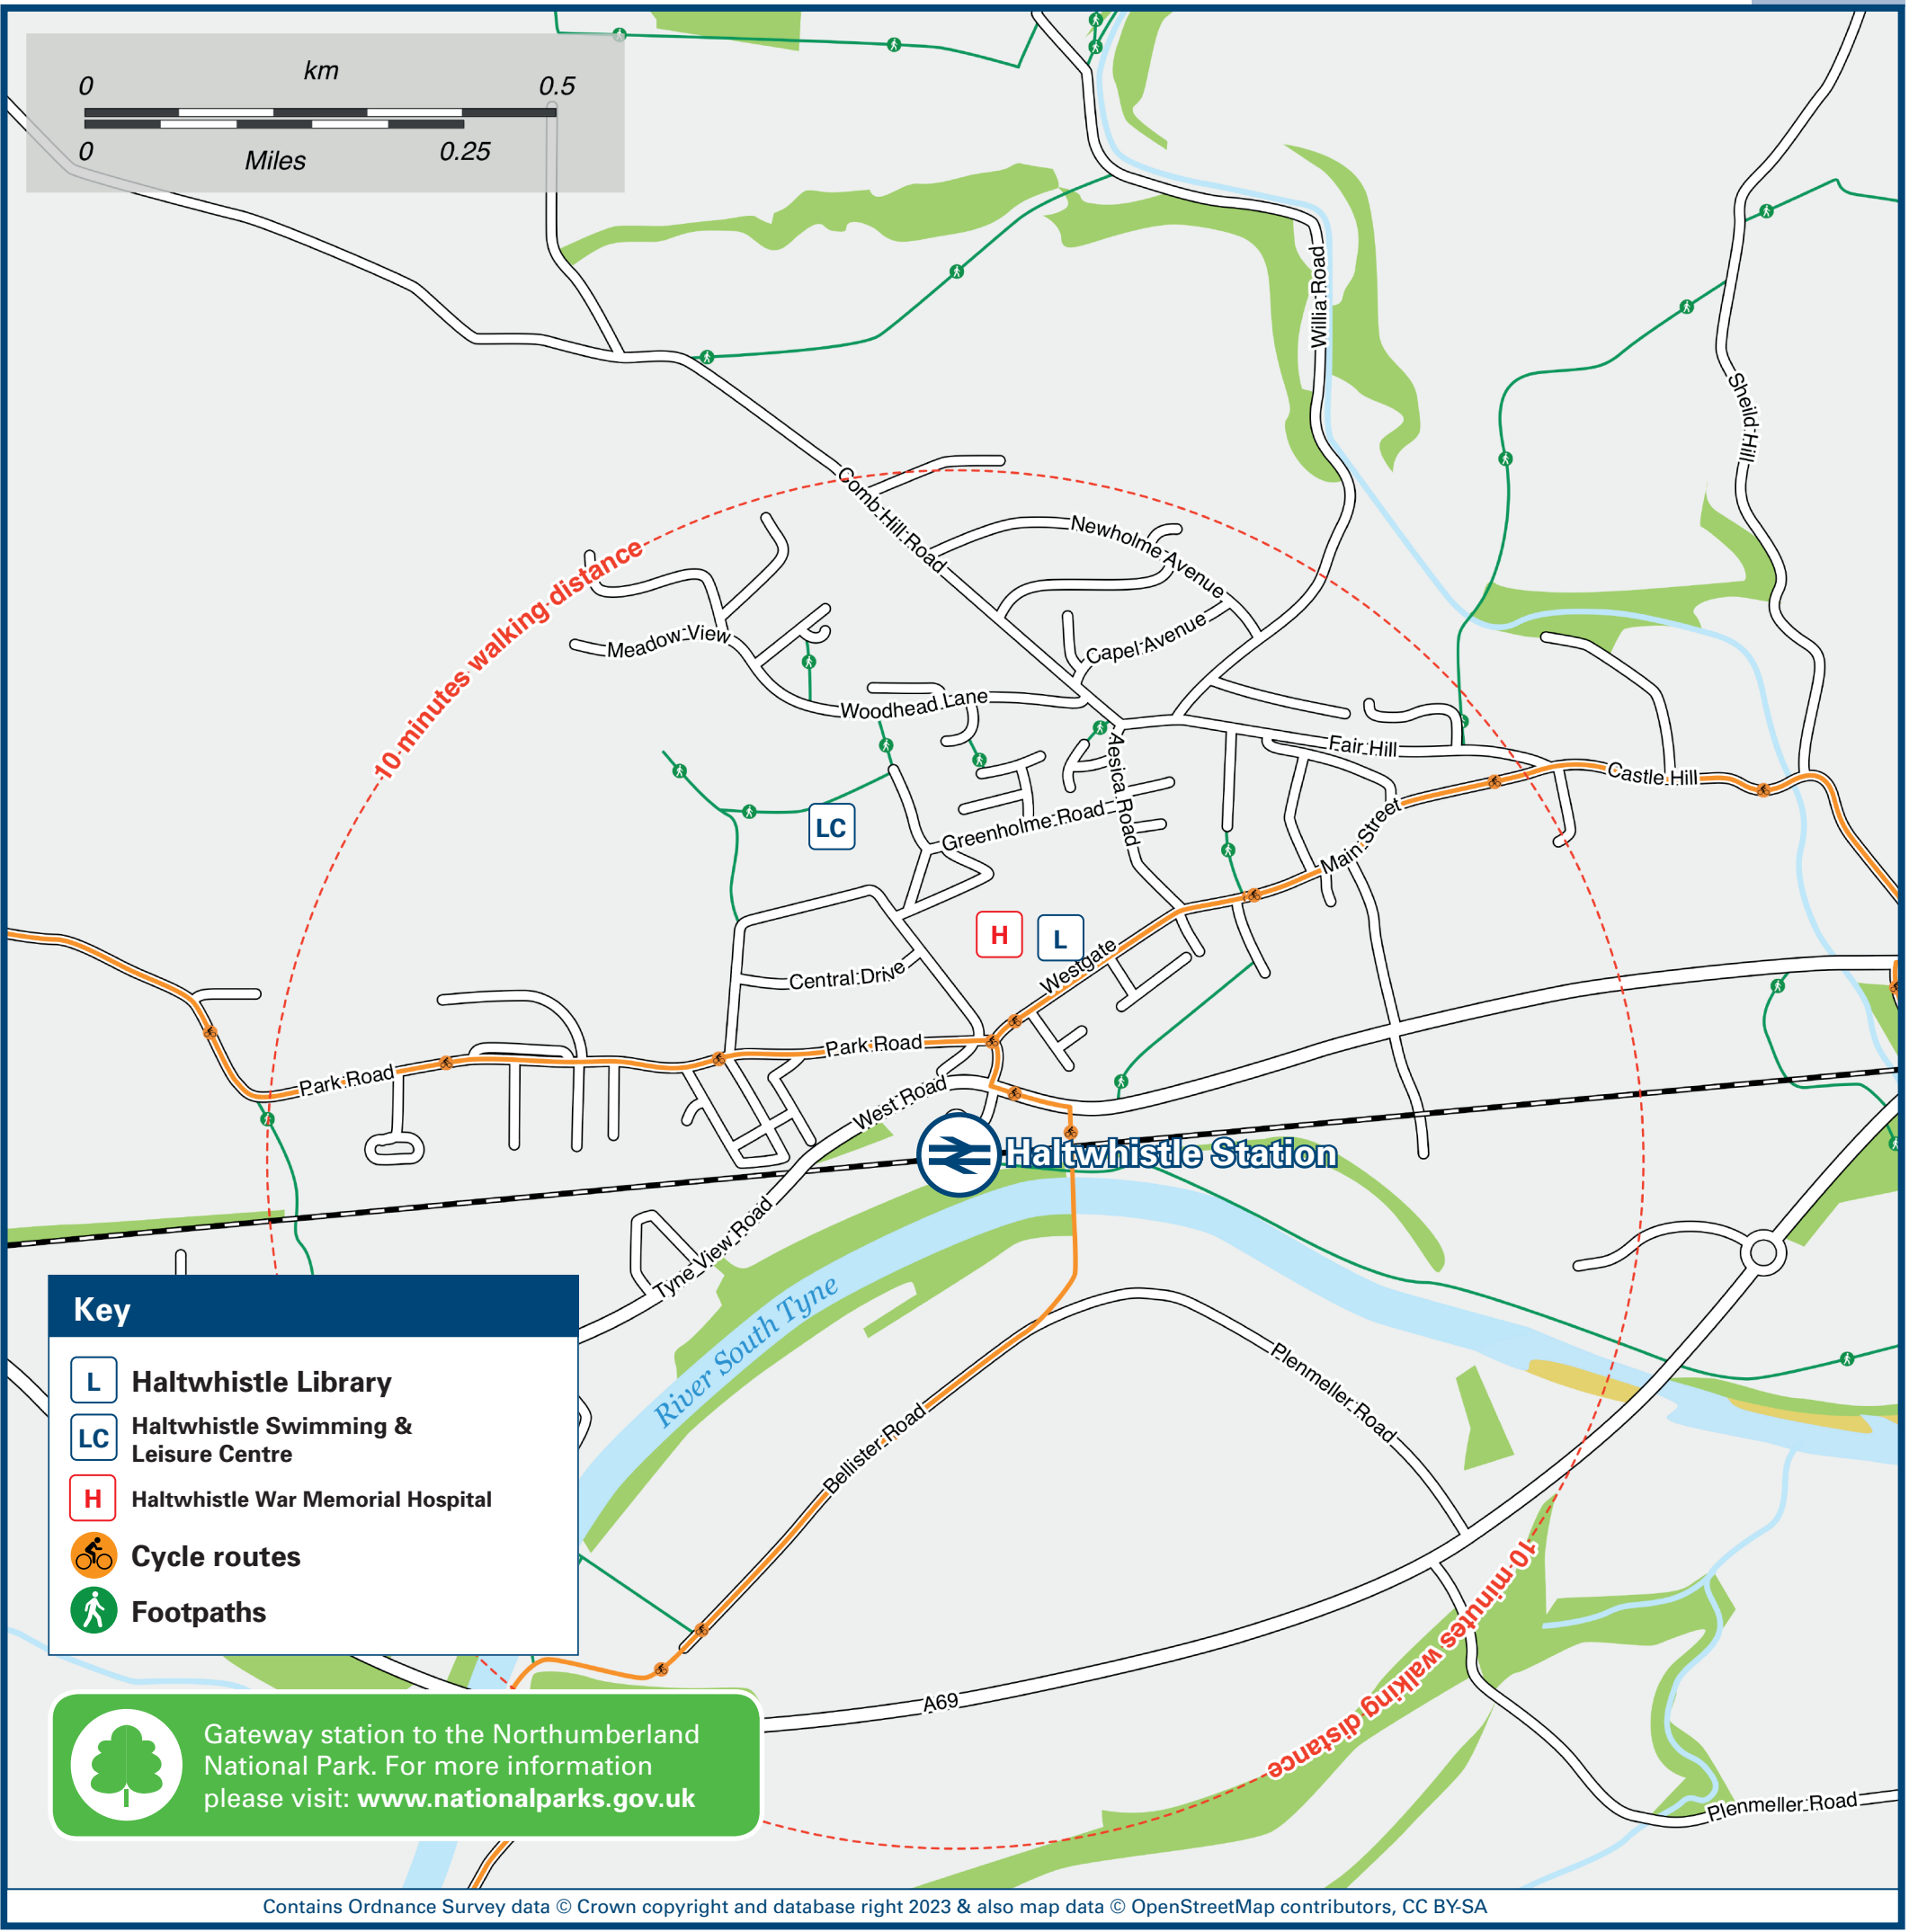 km
0
0.5
0
Miles
0.25
Willia Road
Sheild Hill
Comb Hill Road
Newholme Avenue
10 minutes walking distance
Meadow View
Capel Avenue
Woodhead Lane
Aesica Road
Fair Hill
Castle Hill
LC
Greenholme Road
Main Street
H
L
Westgate
Central Drive
Park Road
Park Road
West Road
Haltwhistle Station
Tyne View Road
River South Tyne
Key
L
Haltwhistle Library
LC
Haltwhistle Swimming &
Leisure Centre
H
Haltwhistle War Memorial Hospital
Cycle routes
Footpaths
Plenmeller Road
Bellister Road
10 minutes walking distance
A69
Plenmeller Road
Gateway station to the Northumberland
National Park. For more information
please visit: www.nationalparks.gov.uk
Contains Ordnance Survey data © Crown copyright and database right 2023 & also map data © OpenStreetMap contributors, CC BY-SA